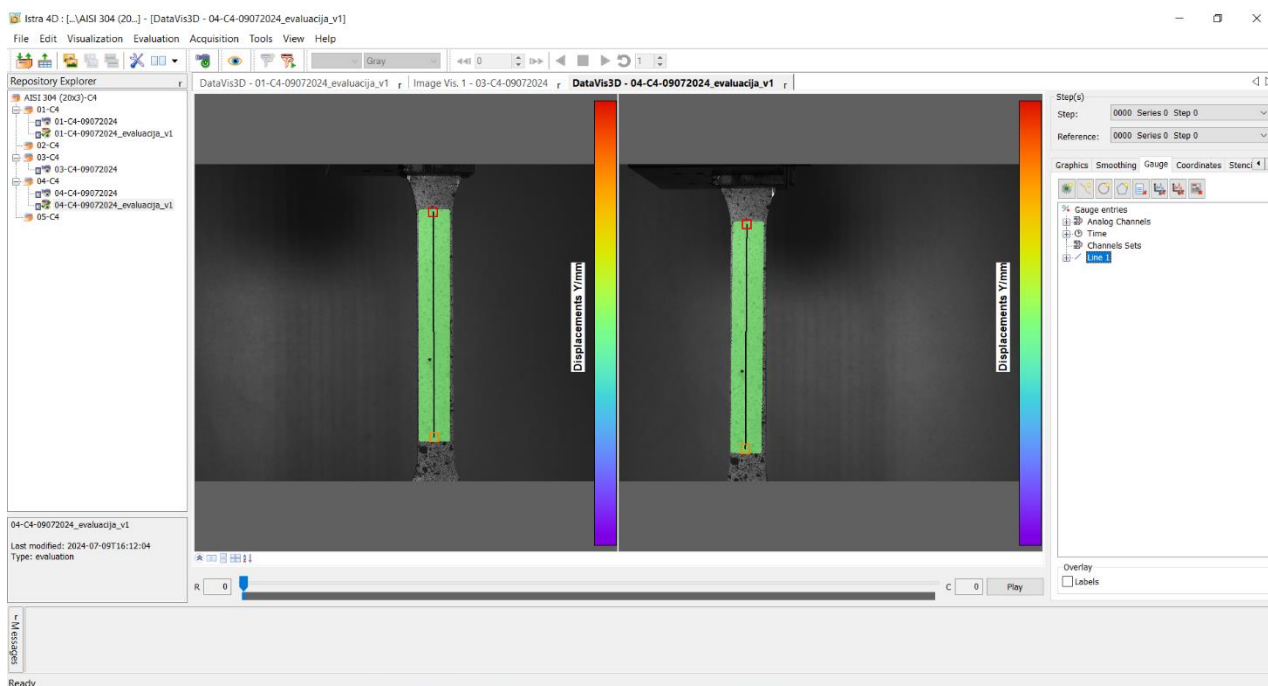 Istra 4D : [...\AISI 304 (20...] - [DataVis3D - 04-C4-09072024_evaluacija_v1]
File Edit Visualization Evaluation Acquisition Tools View Help
Gray 0 1
Repository Explorer
DataVis3D - 01-C4-09072024_evaluacija_v1 Image Vis. 1 - 03-C4-09072024 DataVis3D - 04-C4-09072024_evaluacija_v1
AISI 304 (20x3)-C4
01-C4
01-C4-09072024
01-C4-09072024_evaluacija_v1
02-C4
03-C4
03-C4-09072024
04-C4
04-C4-09072024
04-C4-09072024_evaluacija_v1
05-C4
04-C4-09072024_evaluacija_v1
Last modified: 2024-07-09T16:12:04
Type: evaluation
Displacements Y/mm
Displacements Y/mm
R 0
C 0 Play
Step(s)
Step: 0000 Series 0 Step 0
Reference: 0000 Series 0 Step 0
Graphics Smoothing Gauge Coordinates Stenci
Gauge entries
Analog Channels
Time
Channels Sets
Line 1
Overlay
Labels
Messages
Ready